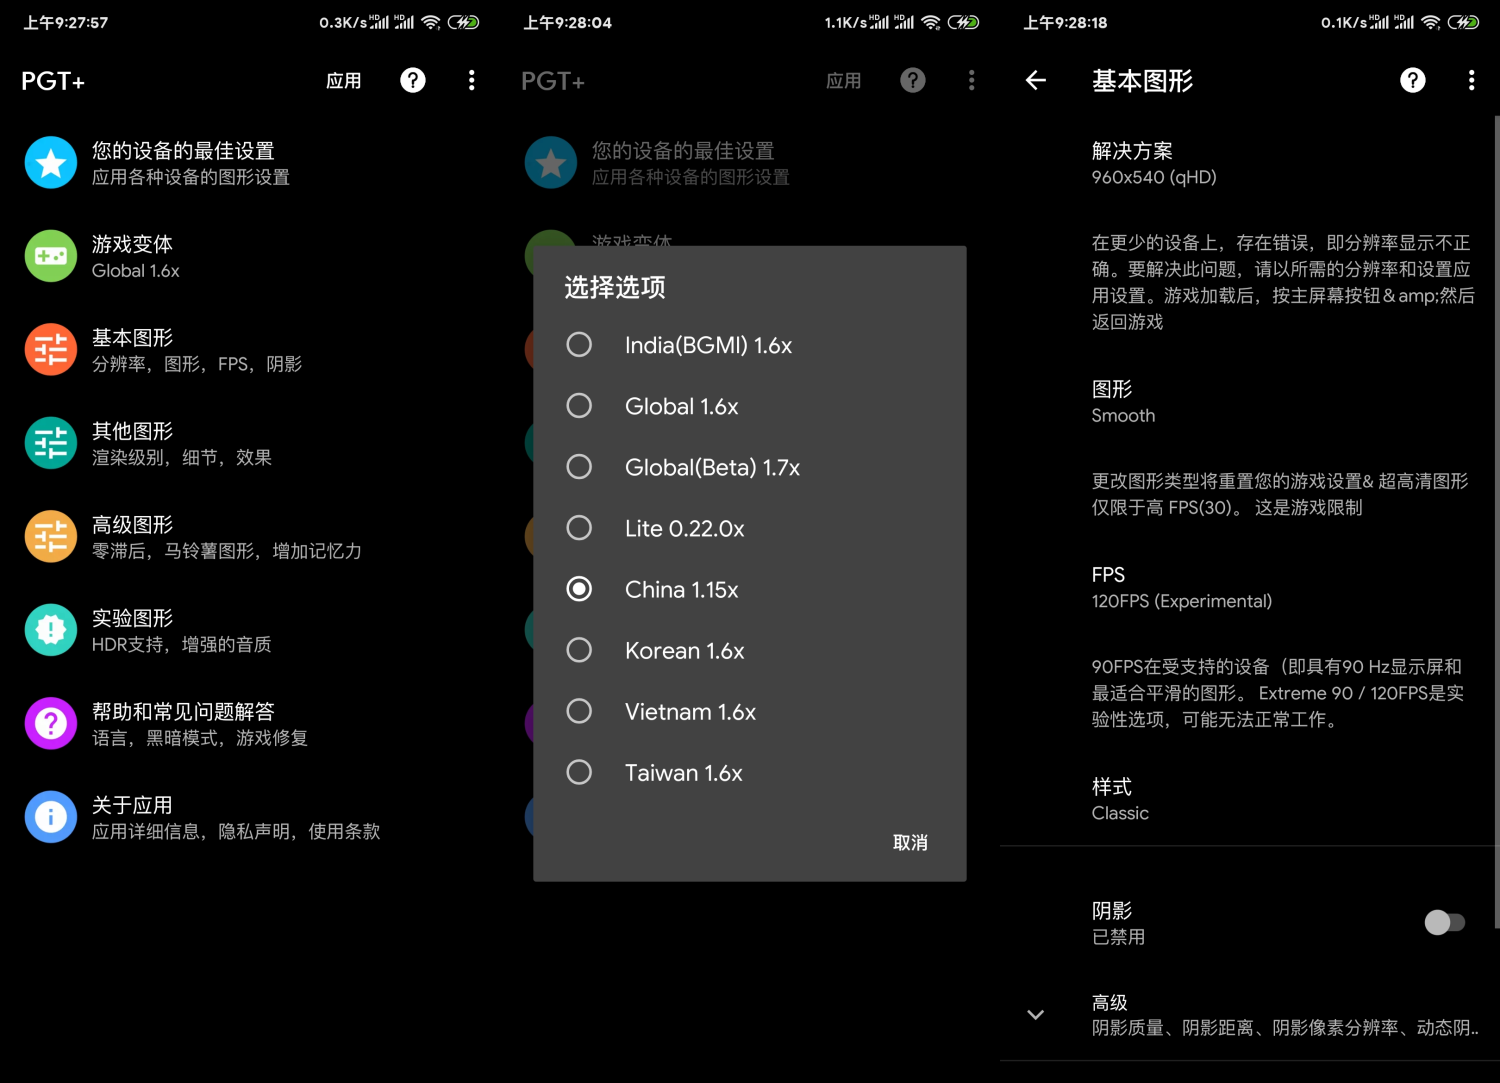 上午9:27:57
0.3K/s
PGT+
应用
您的设备的最佳设置
应用各种设备的图形设置
游戏变体
Global 1.6x
基本图形
分辨率，图形，FPS，阴影
其他图形
渲染级别，细节，效果
高级图形
零滞后，马铃薯图形，增加记忆力
实验图形
HDR支持，增强的音质
帮助和常见问题解答
语言，黑暗模式，游戏修复
关于应用
应用详细信息，隐私声明，使用条款
上午9:28:04
1.1K/s
PGT+
应用
您的设备的最佳设置
应用各种设备的图形设置
游戏变体
选择选项
India(BGMI) 1.6x
Global 1.6x
Global(Beta) 1.7x
Lite 0.22.0x
China 1.15x
Korean 1.6x
Vietnam 1.6x
Taiwan 1.6x
取消
上午9:28:18
0.1K/s
基本图形
解决方案
960x540 (qHD)
在更少的设备上，存在错误，即分辨率显示不正
确。要解决此问题，请以所需的分辨率和设置应
用设置。游戏加载后，按主屏幕按钮＆amp;然后
返回游戏
图形
Smooth
更改图形类型将重置您的游戏设置& 超高清图形
仅限于高 FPS(30)。 这是游戏限制
FPS
120FPS (Experimental)
90FPS在受支持的设备（即具有90 Hz显示屏和
最适合平滑的图形。 Extreme 90 / 120FPS是实
验性选项，可能无法正常工作。
样式
Classic
阴影
已禁用
高级
阴影质量、阴影距离、阴影像素分辨率、动态阴..